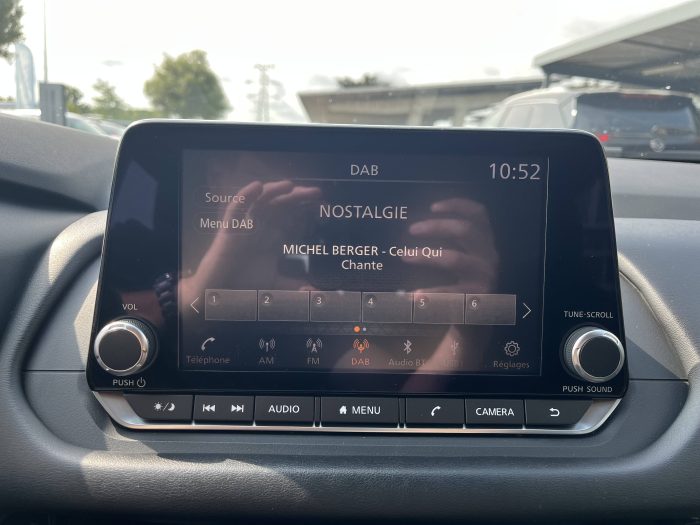 DAB
10:52
Source
NOSTALGIE
Menu DAB
MICHEL BERGER - Celui Qui
Chante
1 2 3 4 5 6
VOL
TUNE·SCROLL
Téléphone AM FM DAB Audio BT Réglages
PUSH
PUSH SOUND
AUDIO MENU CAMERA